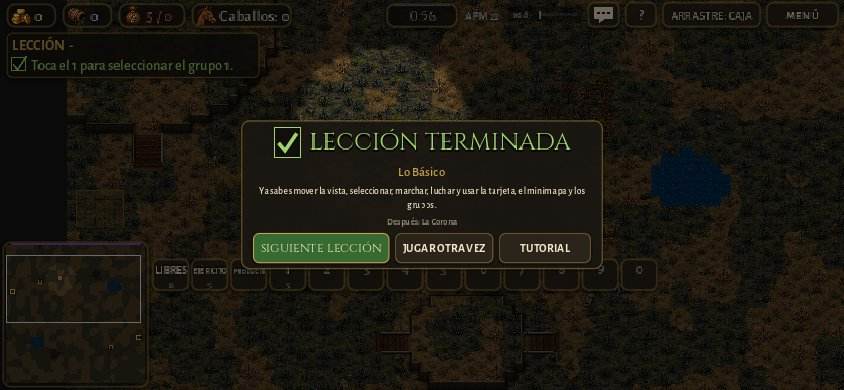 0
0
5 / 0
Caballos: 0
0:56
APM 22
?
ARRASTRE: CAJA
MENÚ
LECCIÓN -
Toca el 1 para seleccionar el grupo 1.
LECCIÓN TERMINADA
Lo Básico
Ya sabes mover la vista, seleccionar, marchar, luchar y usar la tarjeta, el minimapa y los
grupos.
Después: La Corona
SIGUIENTE LECCIÓN
JUGAR OTRA VEZ
TUTORIAL
LIBRES
EJERCITO
1
2
3
4
5
6
7
8
9
0